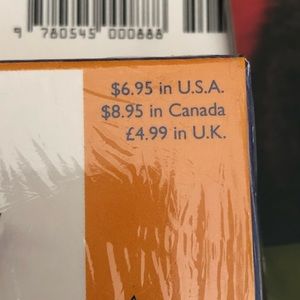 9 780545 000888
$6.95 in U.S.A.
$8.95 in Canada
£4.99 in U.K.